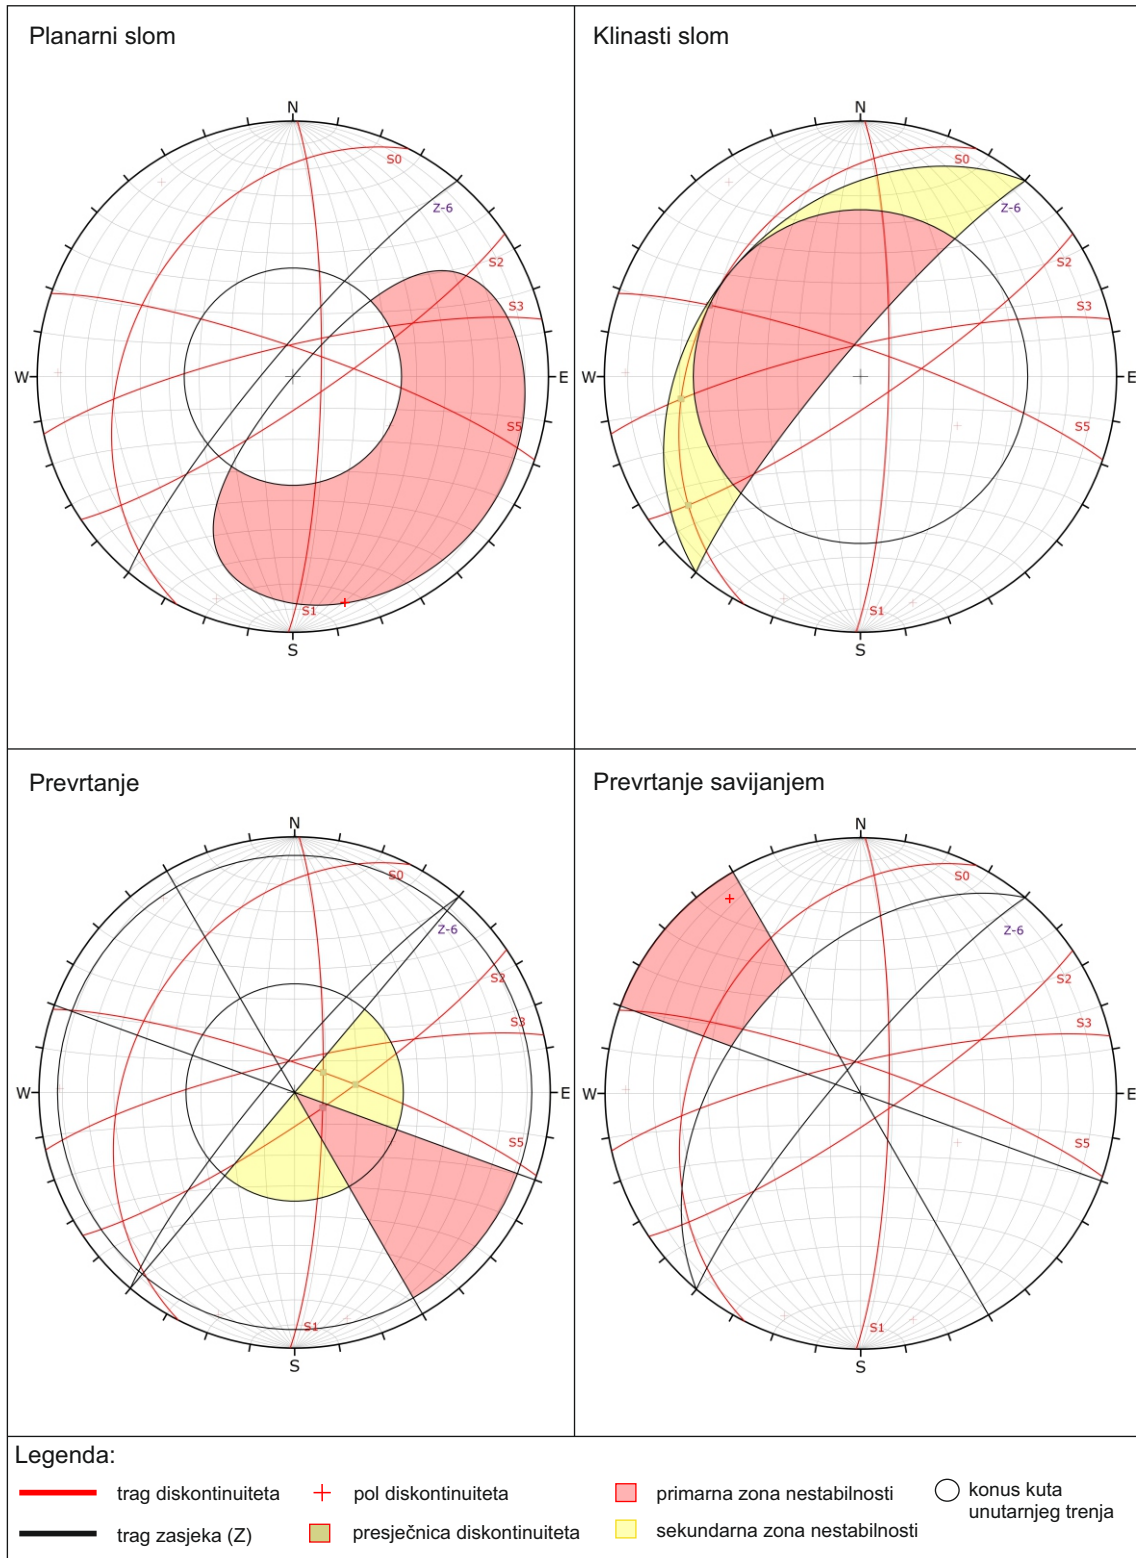 Planarni slom
N
S0
Z-6
S2
S3
W
E
S5
S1
S
Klinasti slom
N
S0
Z-6
S2
S3
W
E
S5
S1
S
Prevrtanje
N
S0
Z-6
S2
S3
W
E
S5
S1
S
Prevrtanje savijanjem
N
S0
Z-6
S2
S3
W
E
S5
S1
S
Legenda:
trag diskontinuiteta
pol diskontinuiteta
primarna zona nestabilnosti
konus kuta
unutarnjeg trenja
trag zasjeka (Z)
presječnica diskontinuiteta
sekundarna zona nestabilnosti